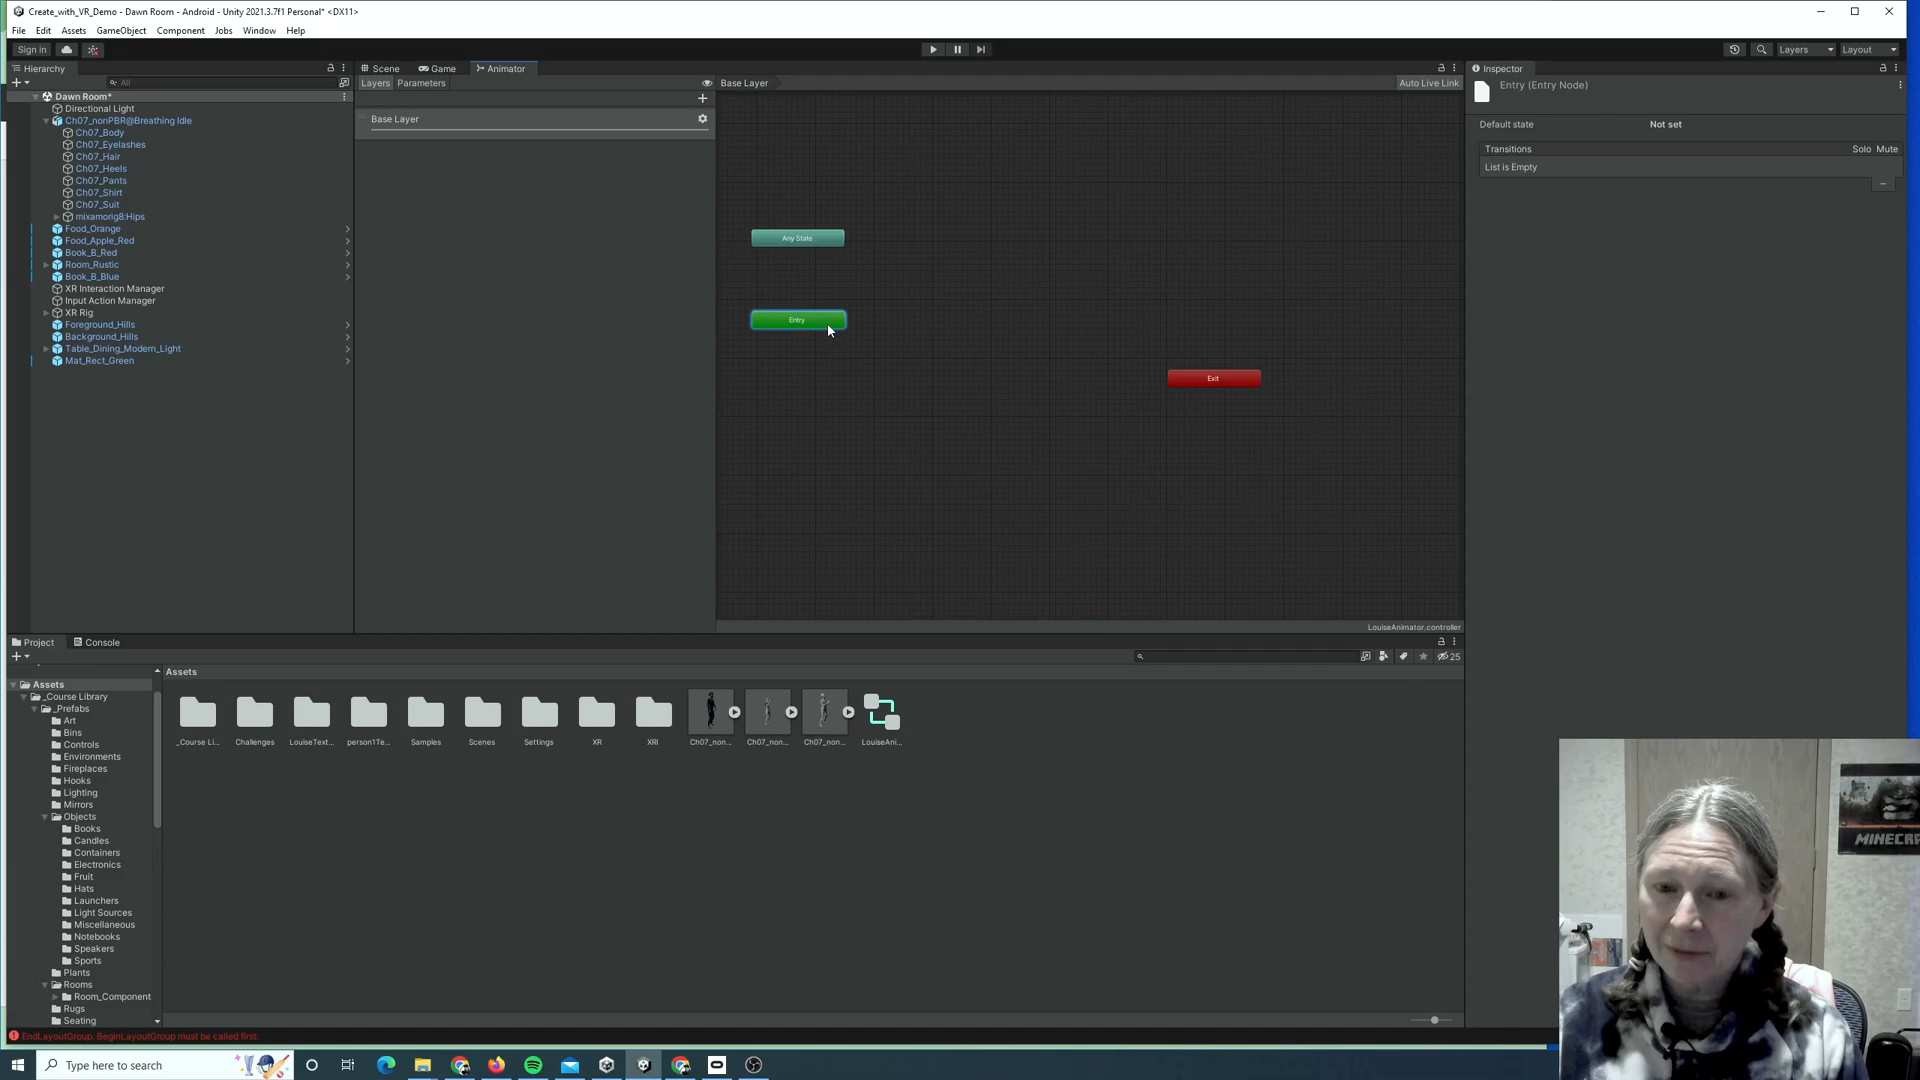 Create_with_VR_Demo - Dawn Room - Android - Unity 2021.3.7f1 Personal* <DX11>
File Edit Assets GameObject Component Jobs Window Help
Sign in
Layers Layout
Hierarchy
All
Dawn Room*
Directional Light
Ch07_nonPBR@Breathing Idle
Ch07_Body
Ch07_Eyelashes
Ch07_Hair
Ch07_Heels
Ch07_Pants
Ch07_Shirt
Ch07_Suit
mixamorig8:Hips
Food_Orange
Food_Apple_Red
Book_B_Red
Room_Rustic
Book_B_Blue
XR Interaction Manager
Input Action Manager
XR Rig
Foreground_Hills
Background_Hills
Table_Dining_Modern_Light
Mat_Rect_Green
Scene Game Animator
Layers Parameters
Base Layer
Base Layer
Auto Live Link
Any State
Entry
Exit
LouiseAnimator.controller
Inspector
Entry (Entry Node)
Default state Not set
Transitions Solo Mute
List is Empty
Project Console
25
Assets
_Course Library
_Prefabs
Art
Bins
Controls
Environments
Fireplaces
Hooks
Lighting
Mirrors
Objects
Books
Candles
Containers
Electronics
Fruit
Hats
Launchers
Light Sources
Miscellaneous
Notebooks
Speakers
Sports
Plants
Rooms
Room_Component
Rugs
Seating
Assets
_Course Li... Challenges LouiseText... person1Te... Samples Scenes Settings XR XRI Ch07_non... Ch07_non... Ch07_non... LouiseAni...
EndLayoutGroup: BeginLayoutGroup must be called first.
Type here to search
MINECRA